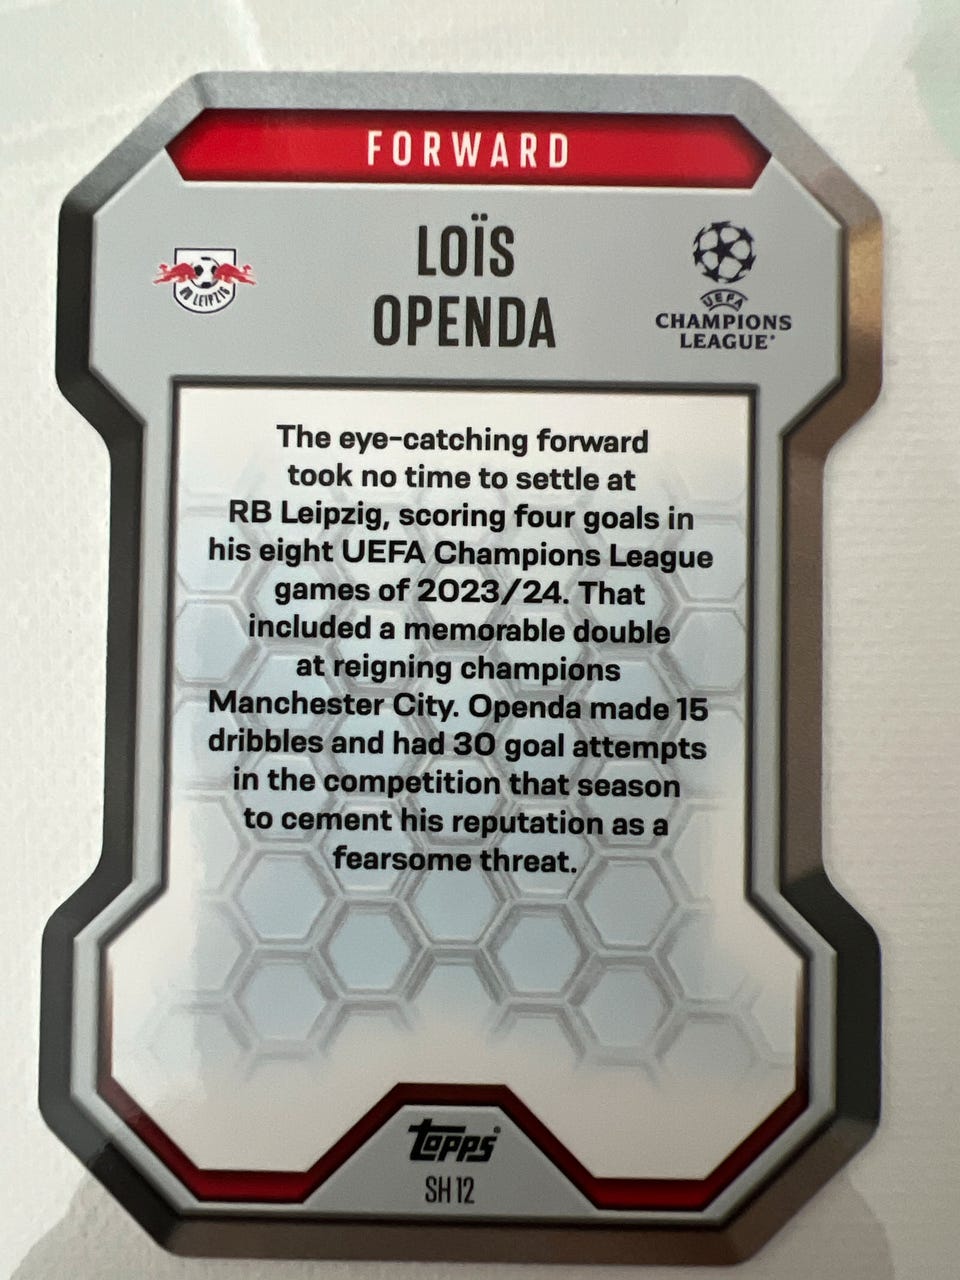 FORWARD
LOÏS
OPENDA
RB LEIPZIG
UEFA
CHAMPIONS
LEAGUE®
The eye-catching forward
took no time to settle at
RB Leipzig, scoring four goals in
his eight UEFA Champions League
games of 2023/24. That
included a memorable double
at reigning champions
Manchester City. Openda made 15
dribbles and had 30 goal attempts
in the competition that season
to cement his reputation as a
fearsome threat.
topps®
SH 12